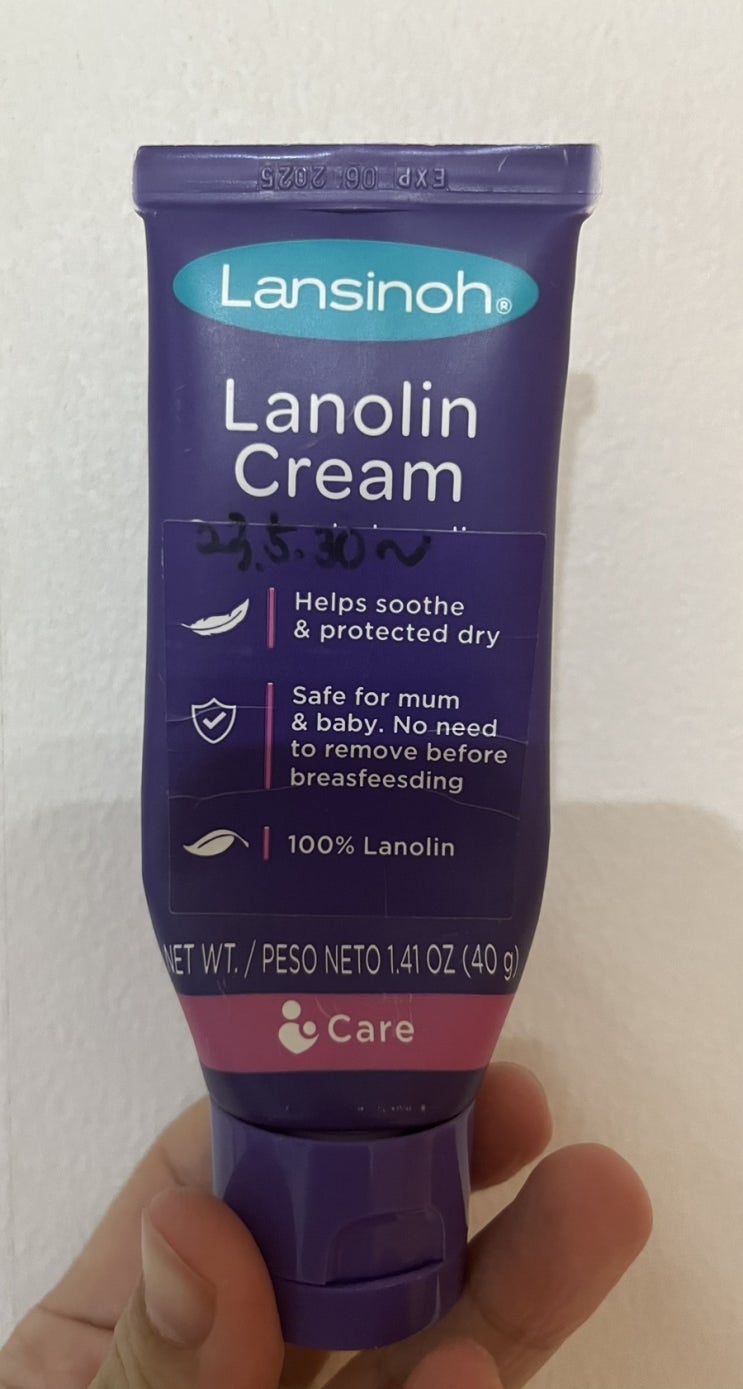 EXP 06 2025
Lansinoh®
Lanolin
Cream
23.5.30~
Helps soothe
& protected dry
Safe for mum
& baby. No need
to remove before
breasfeesding
100% Lanolin
NET WT. / PESO NETO 1.41 OZ (40 g)
Care